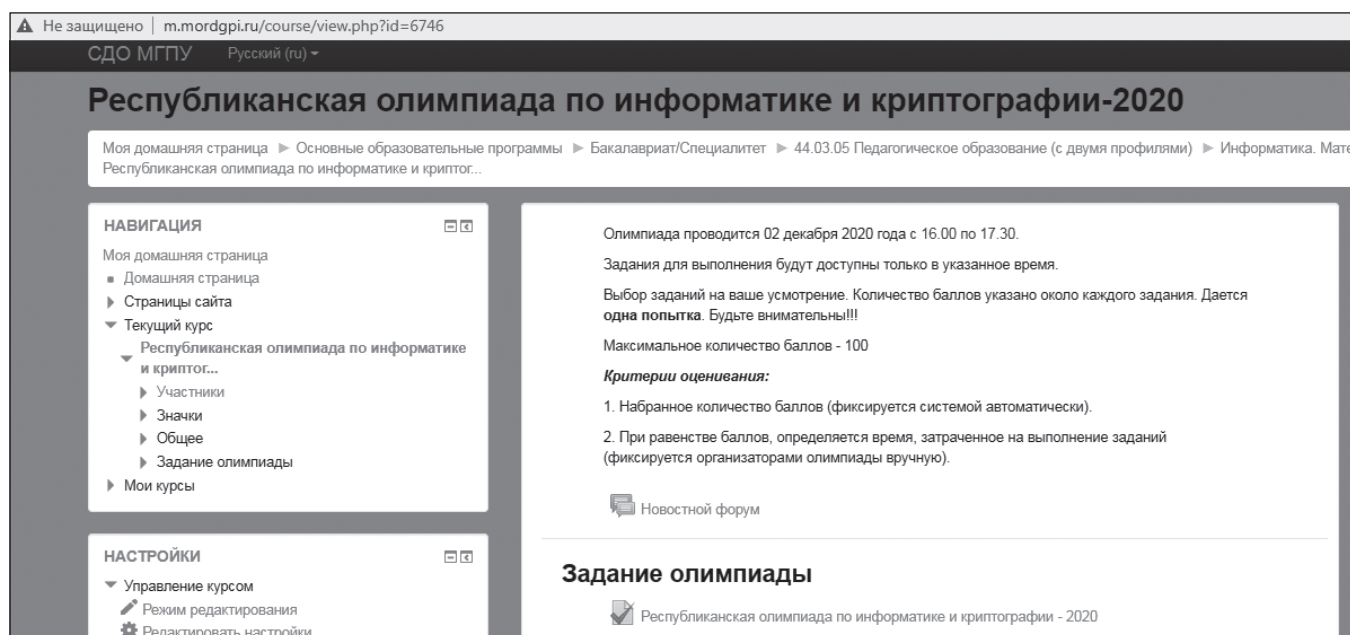 Не защищено | m.mordgpi.ru/course/view.php?id=6746
СДО МГПУ Русский (ru)
Республиканская олимпиада по информатике и криптографии-2020
Моя домашняя страница ► Основные образовательные программы ► Бакалавриат/Специалитет ► 44.03.05 Педагогическое образование (с двумя профилями) ► Информатика. Мате
Республиканская олимпиада по информатике и криптог...
НАВИГАЦИЯ
Моя домашняя страница
Домашняя страница
Страницы сайта
Текущий курс
Республиканская олимпиада по информатике
и криптог...
Участники
Значки
Общее
Задание олимпиады
Мои курсы
НАСТРОЙКИ
Управление курсом
Режим редактирования
Редактировать настройки
Олимпиада проводится 02 декабря 2020 года с 16.00 по 17.30.
Задания для выполнения будут доступны только в указанное время.
Выбор заданий на ваше усмотрение. Количество баллов указано около каждого задания. Дается
одна попытка. Будьте внимательны!!!
Максимальное количество баллов - 100
Критерии оценивания:
1. Набранное количество баллов (фиксируется системой автоматически).
2. При равенстве баллов, определяется время, затраченное на выполнение заданий
(фиксируется организаторами олимпиады вручную).
Новостной форум
Задание олимпиады
Республиканская олимпиада по информатике и криптографии - 2020